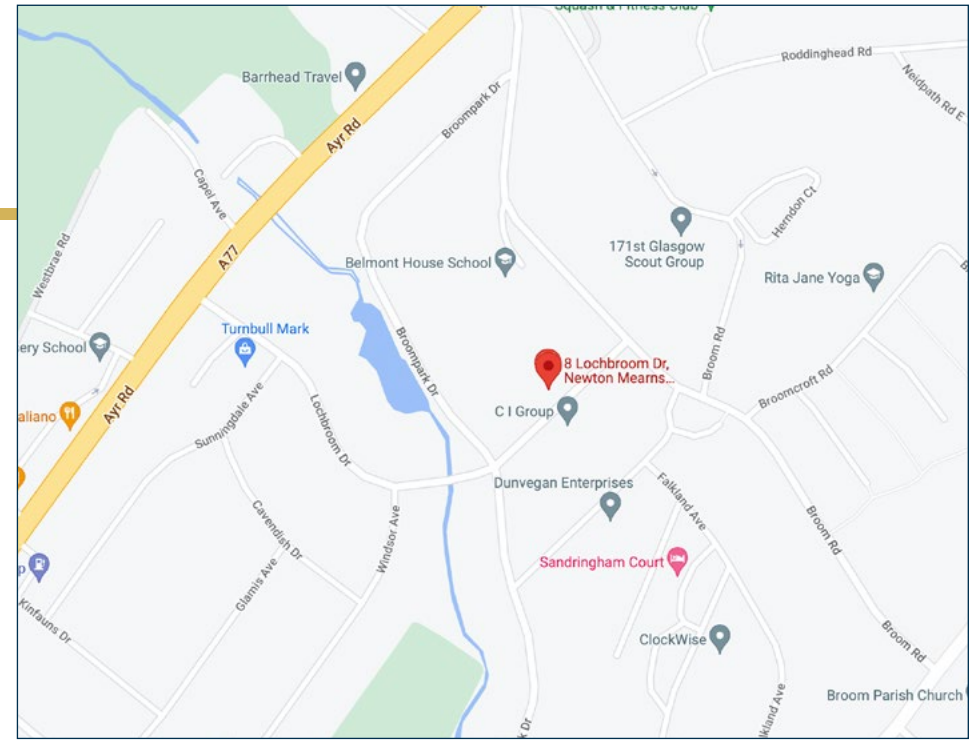 Squash & Fitness Club
Roddinghead Rd
Neidpath Rd E
Barrhead Travel
Ayr Rd
Broompark Dr
Capel Ave
Herndon Ct
171st Glasgow
Scout Group
A77
Westbrae Rd
Belmont House School
Rita Jane Yoga
Turnbull Mark
ery School
Broompark Dr
Broom Rd
8 Lochbroom Dr,
Newton Mearns...
Broomcroft Rd
Ayr Rd
aliano
C I Group
Sunningdale Ave
Lochbroom Dr
Dunvegan Enterprises
Falkland Ave
Cavendish Dr
Windsor Ave
Broom Rd
Sandringham Court
p
Glamis Ave
Kinfauns Dr
ClockWise
Broom Rd
Broom Parish Church
lkland Ave
k Dr